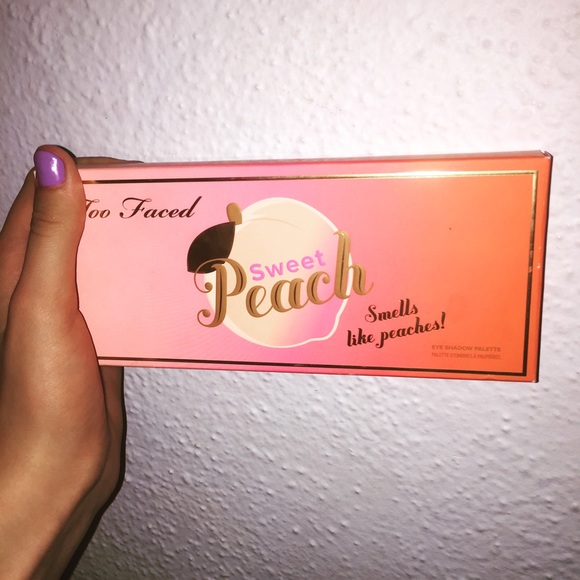 Too Faced
Sweet
Peach
Smells
like peaches!
EYE SHADOW PALETTE